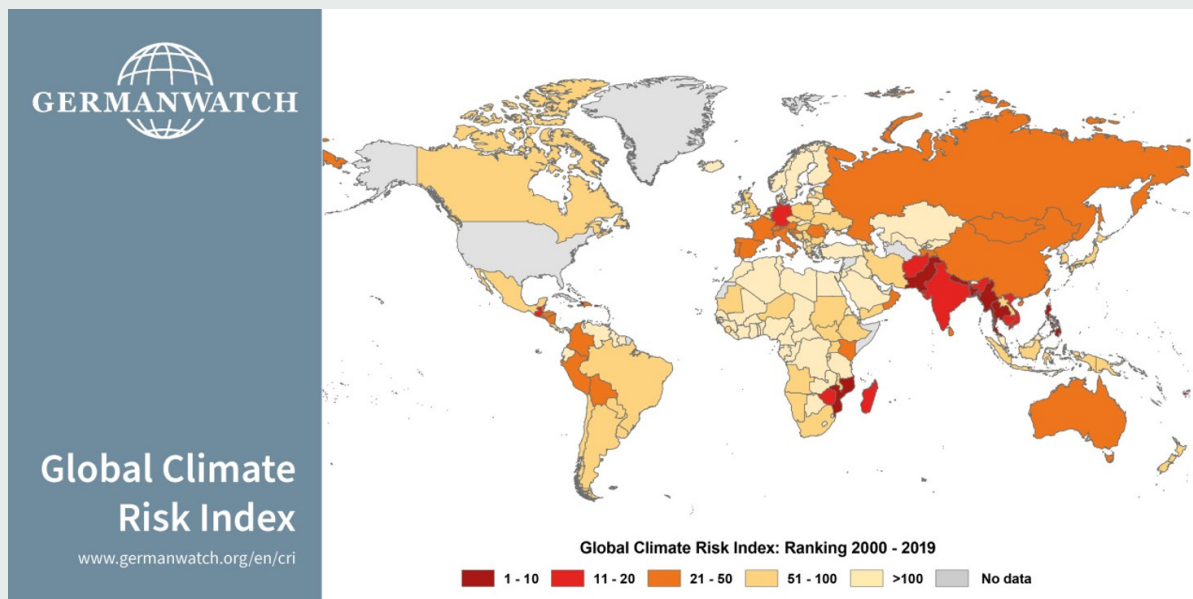 GERMANWATCH
Global Climate
Risk Index
www.germanwatch.org/en/cri
Global Climate Risk Index: Ranking 2000 - 2019
1 - 10 11 - 20 21 - 50 51 - 100 >100 No data